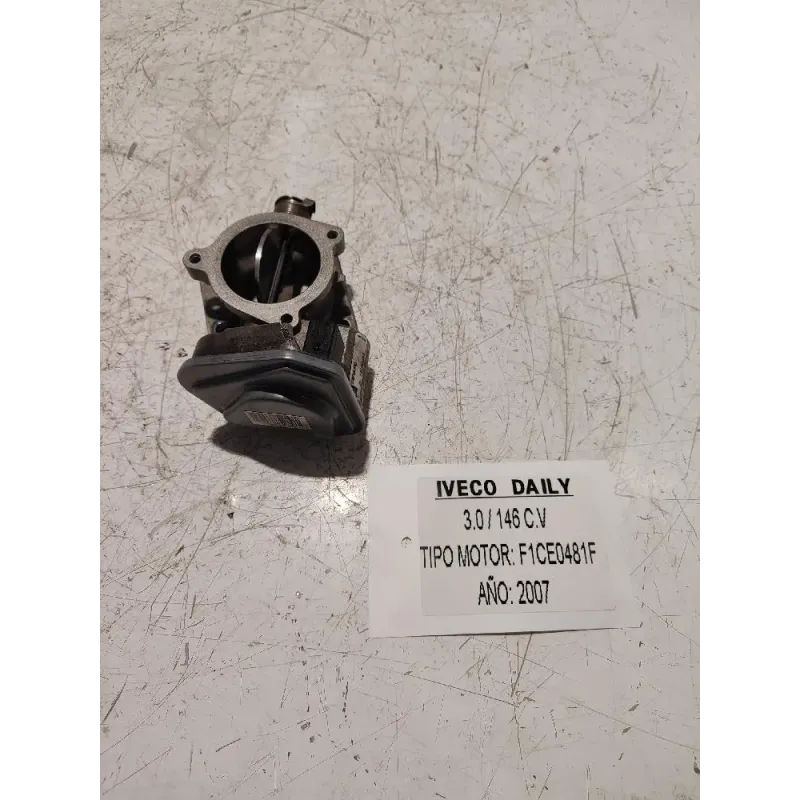 IVECO DAILY
3.0 / 146 C.V
TIPO MOTOR: F1CE0481F
AÑO: 2007